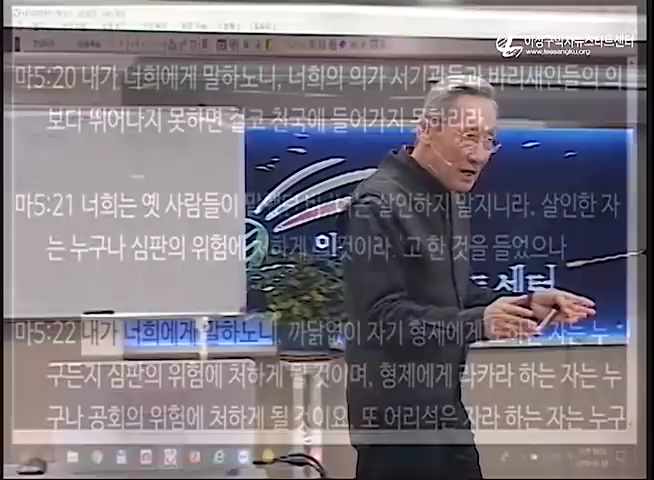 이상구박사뉴스타트센터
www.leesangku.org
마5:20 내가 너희에게 말하노니, 너희의 의가 서기관들과 바리새인들의 의
보다 뛰어나지 못하면 결코 천국에 들어가지 못하리라.
마5:21 너희는 옛 사람들이 말했던 바 너는 살인하지 말지니라. 살인한 자
는 누구나 심판의 위험에 처하게 될 것이라. 고 한 것을 들었으나
마5:22 내가 너희에게 말하노니 까닭없이 자기 형제에게 노하구 자는 누
구든지 심판의 위험에 처하게 될 것이며, 형제에게 라카라 하는 자는 누
구나 공회의 위험에 처하게 될 것이요 또 어리석은 자라 하는 자는 누구